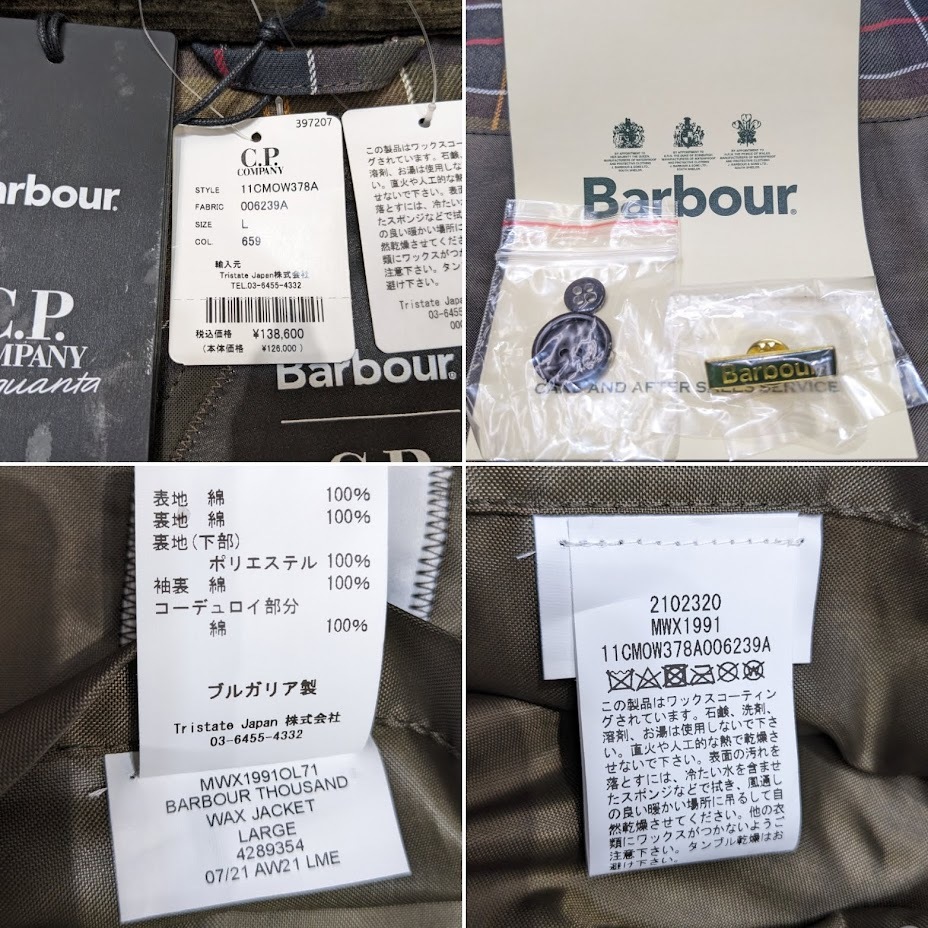 Barbour.
C.P.
COMPANY
397207
C.P.
COMPANY
STYLE 11CMOW378A
FABRIC 006239A
SIZE L
COL. 659
輸入元
Tristate Japan株式会社
TEL.03-6455-4332
税込価格 ¥138,600
(本体価格 ¥126,000)
この製品はワックスコーティン
グされています。石鹸、
溶剤、お湯は使用しな
い。直火や人工的な
せないで下さい。表面
落とすには、冷たい
たスポンジなどで拭き
の良い暖かい場所に
然乾燥させてくださ
類にワックスがつかな
注意下さい。タンブ
避け下さい。
Tristate Japa
Barbour.
Barbour.
CARE AND AFTER SALES SERVICE
Barbour
表地 綿 100%
裏地 綿 100%
裏地(下部)
ポリエステル 100%
袖裏 綿 100%
コーデュロイ部分
綿 100%
ブルガリア製
Tristate Japan 株式会社
03-6455-4332
MWX1991OL71
BARBOUR THOUSAND
WAX JACKET
LARGE
4289354
07/21 AW21 LME
2102320
MWX1991
11CMOW378A006239A
この製品はワックスコーティン
グされています。石鹸、洗剤、
溶剤、お湯は使用しないで下さ
い。直火や人工的な熱で乾燥さ
せないで下さい。表面の汚れを
落とすには、冷たい水を含ませ
たスポンジなどで拭き、風通し
の良い暖かい場所に吊るして自
然乾燥させてください。他の衣
類にワックスがつかないようご
注意下さい。タンブル乾燥はお
避け下さい。